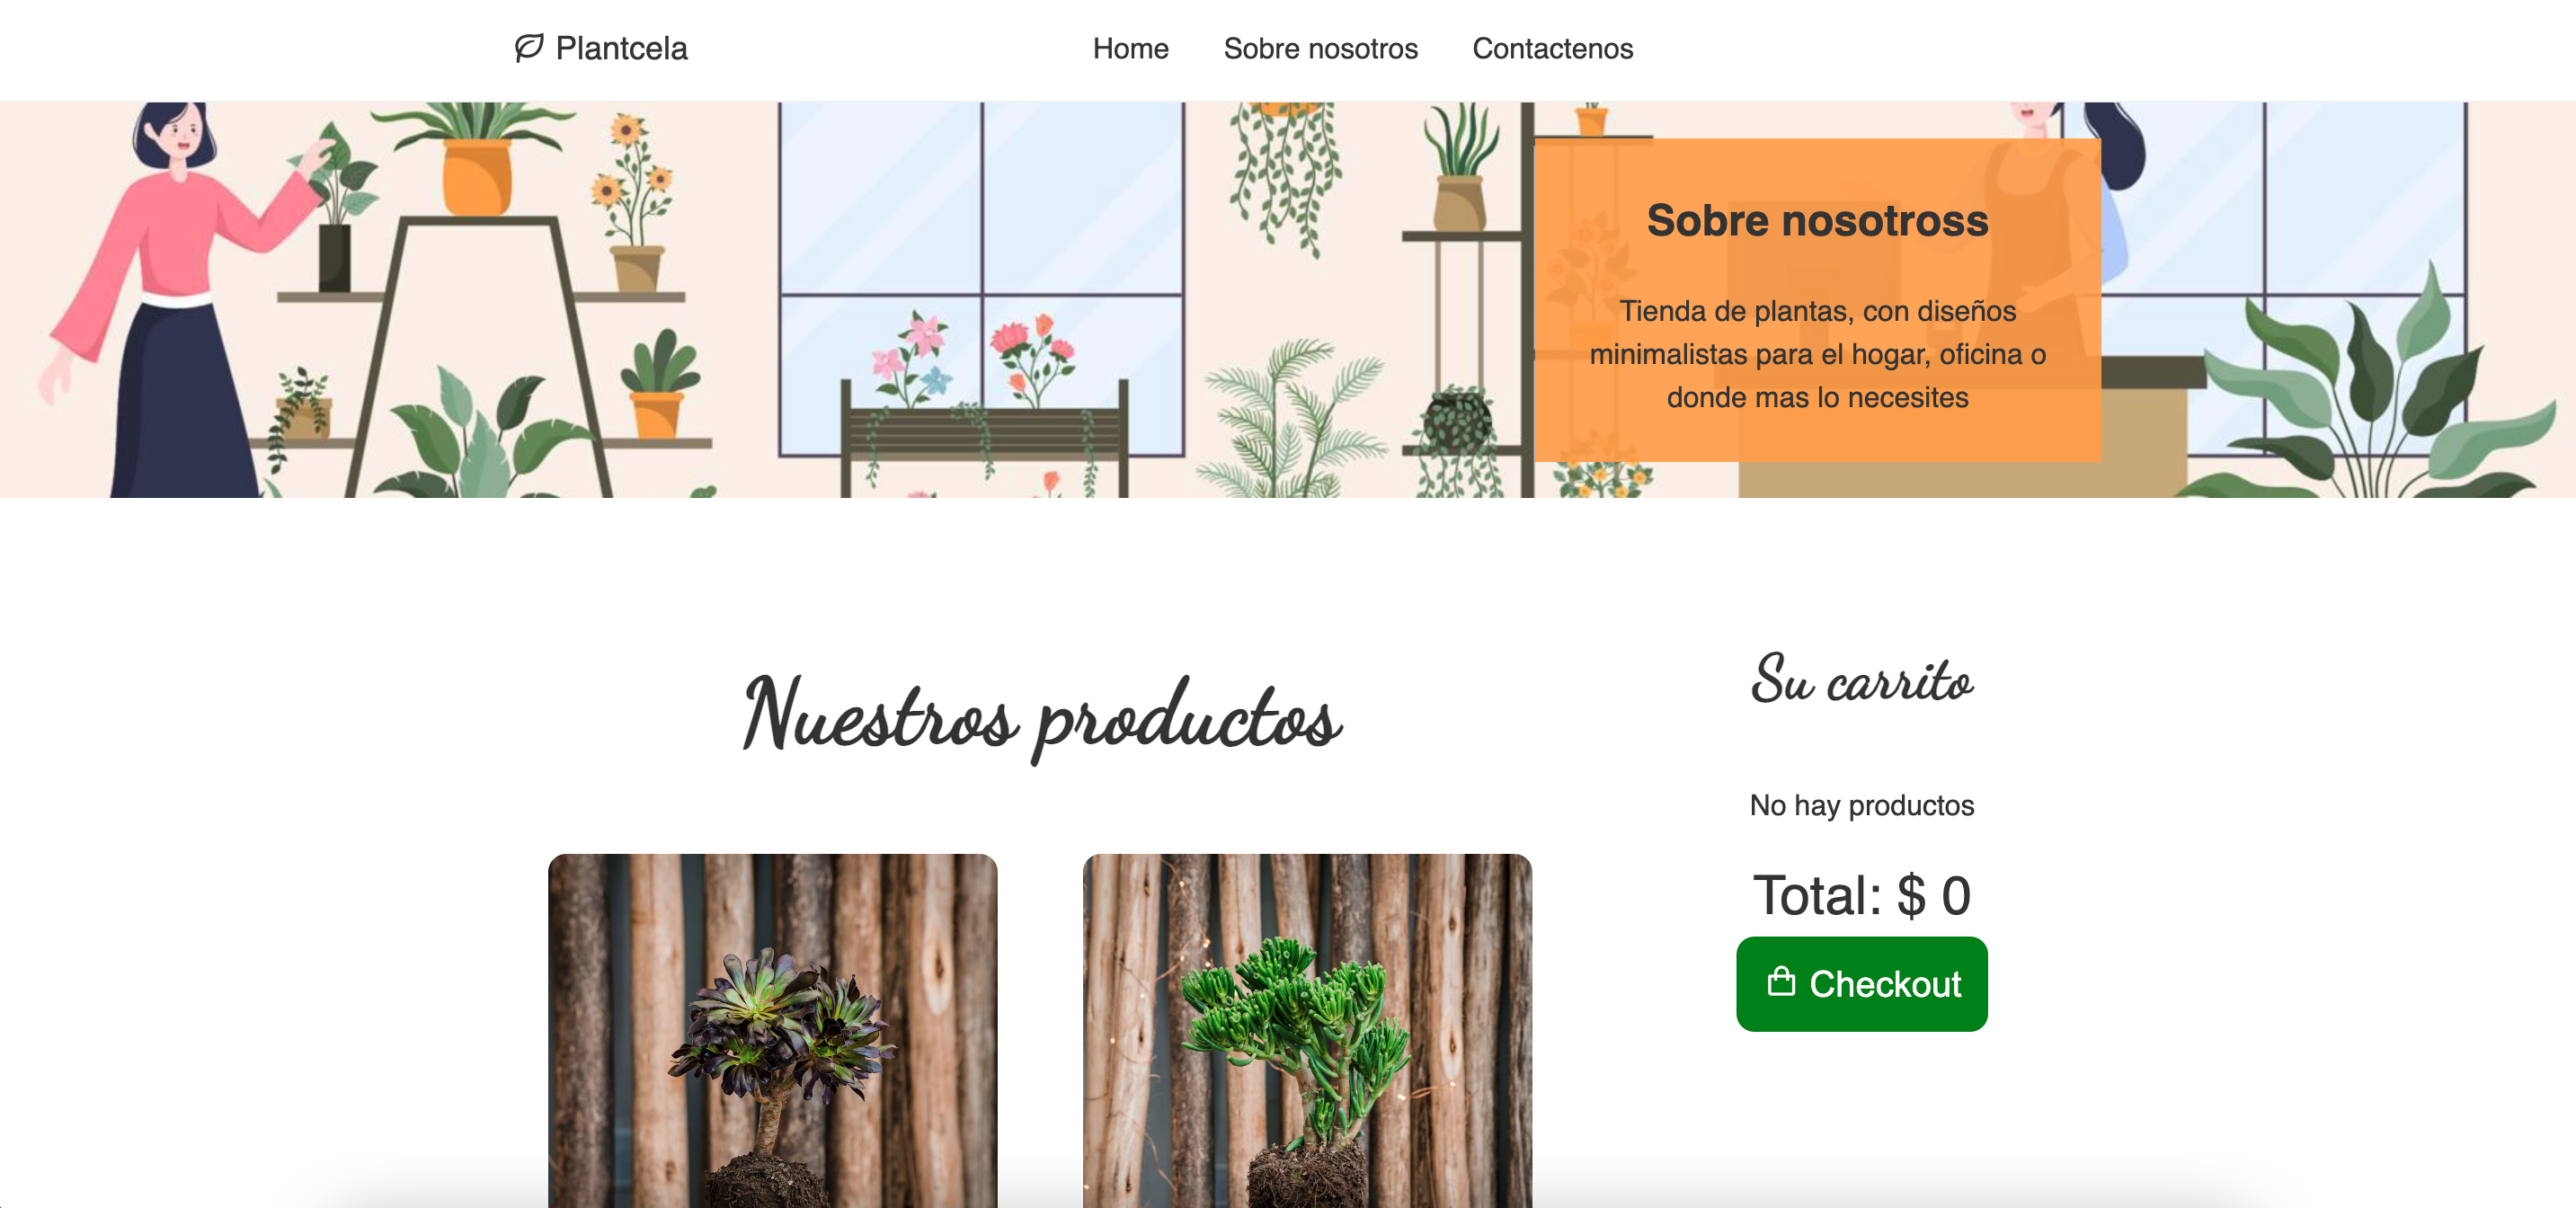 Plantcela
Home Sobre nosotros Contactenos
Sobre nosotross
Tienda de plantas, con diseños
minimalistas para el hogar, oficina o
donde mas lo necesites
Nuestros productos
Su carrito
No hay productos
Total: $ 0
Checkout